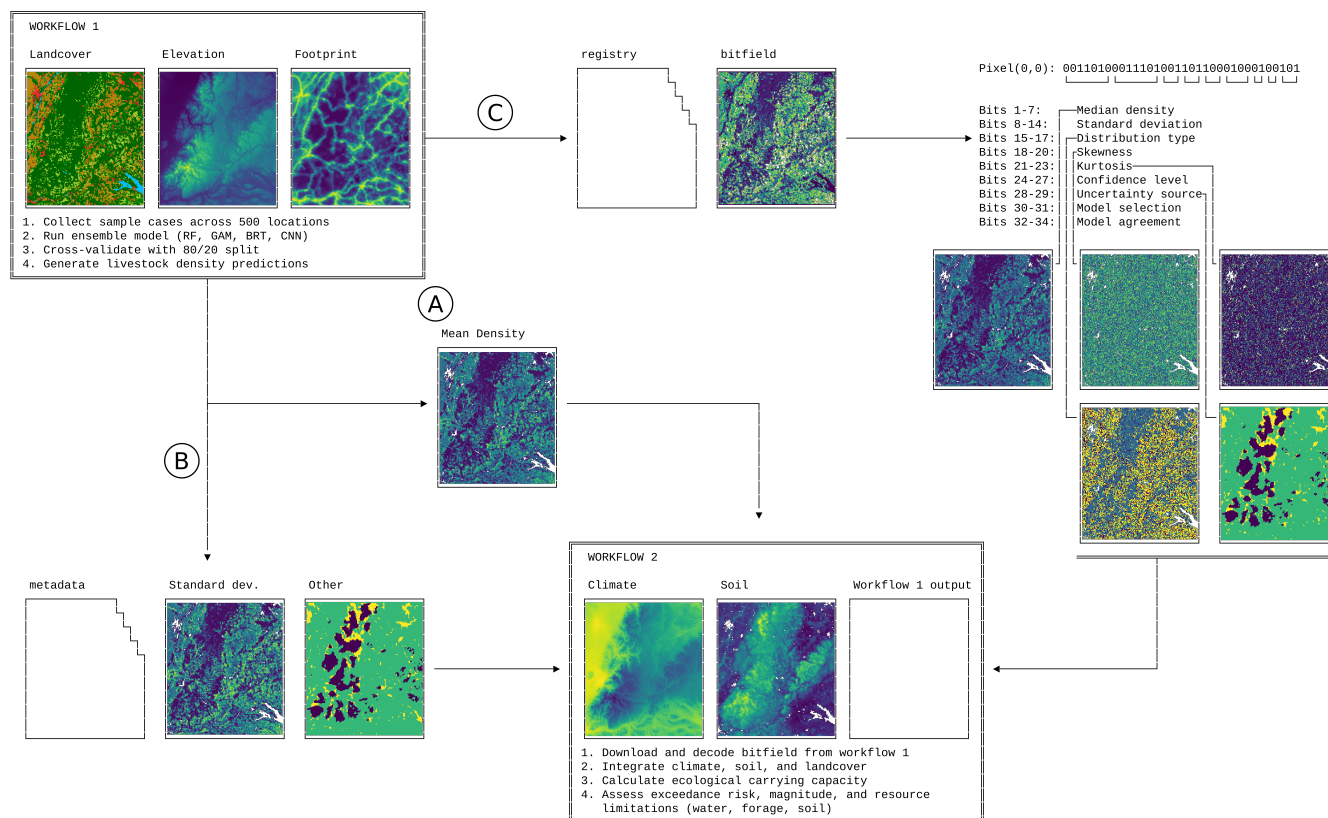 WORKFLOW 1
Landcover
Elevation
Footprint
1. Collect sample cases across 500 locations
2. Run ensemble model (RF, GAM, BRT, CNN)
3. Cross-validate with 80/20 split
4. Generate livestock density predictions
C
registry
bitfield
Pixel(0,0): 0011010001110100110110001000100101
Bits 1-7: Median density
Bits 8-14: Standard deviation
Bits 15-17: Distribution type
Bits 18-20: Skewness
Bits 21-23: Kurtosis
Bits 24-27: Confidence level
Bits 28-29: Uncertainty source
Bits 30-31: Model selection
Bits 32-34: Model agreement
A
Mean Density
B
metadata
Standard dev.
Other
WORKFLOW 2
Climate
Soil
Workflow 1 output
1. Download and decode bitfield from workflow 1
2. Integrate climate, soil, and landcover
3. Calculate ecological carrying capacity
4. Assess exceedance risk, magnitude, and resource
limitations (water, forage, soil)